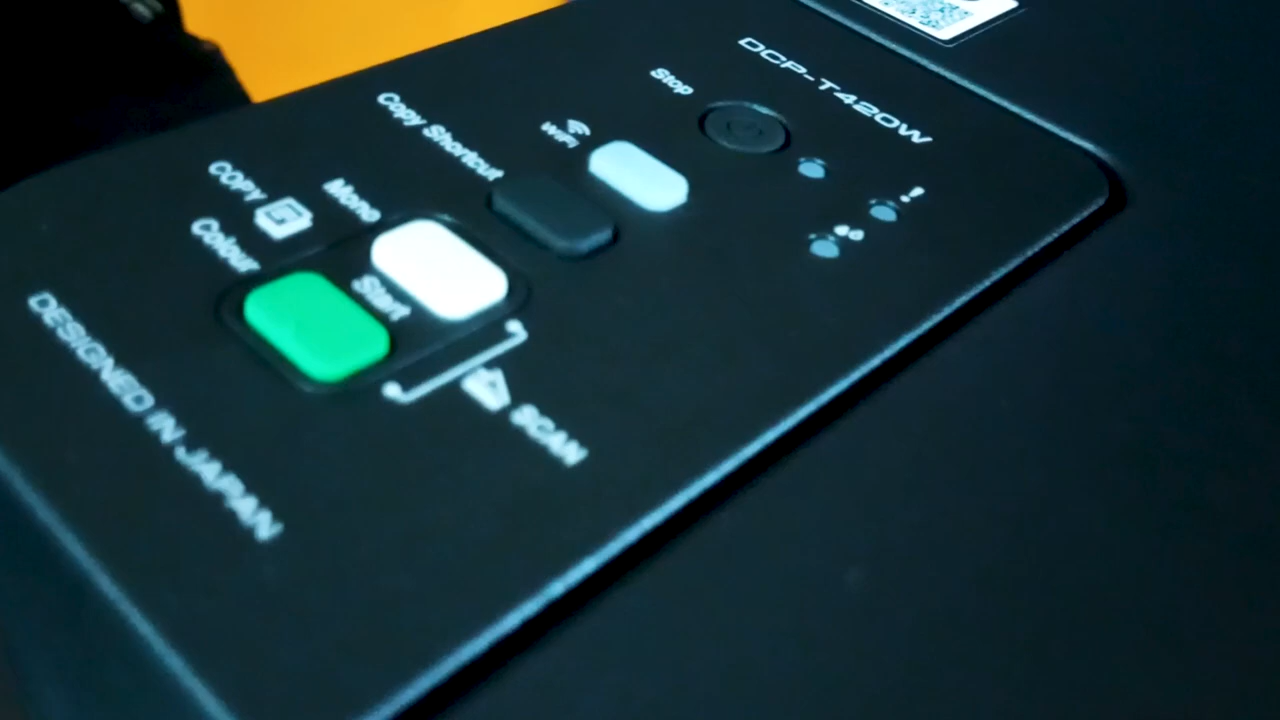 DCP-T420W
Stop
WiFi
!
Copy Shortcut
COPY
Mono
Colour
Start
SCAN
DESIGNED IN JAPAN